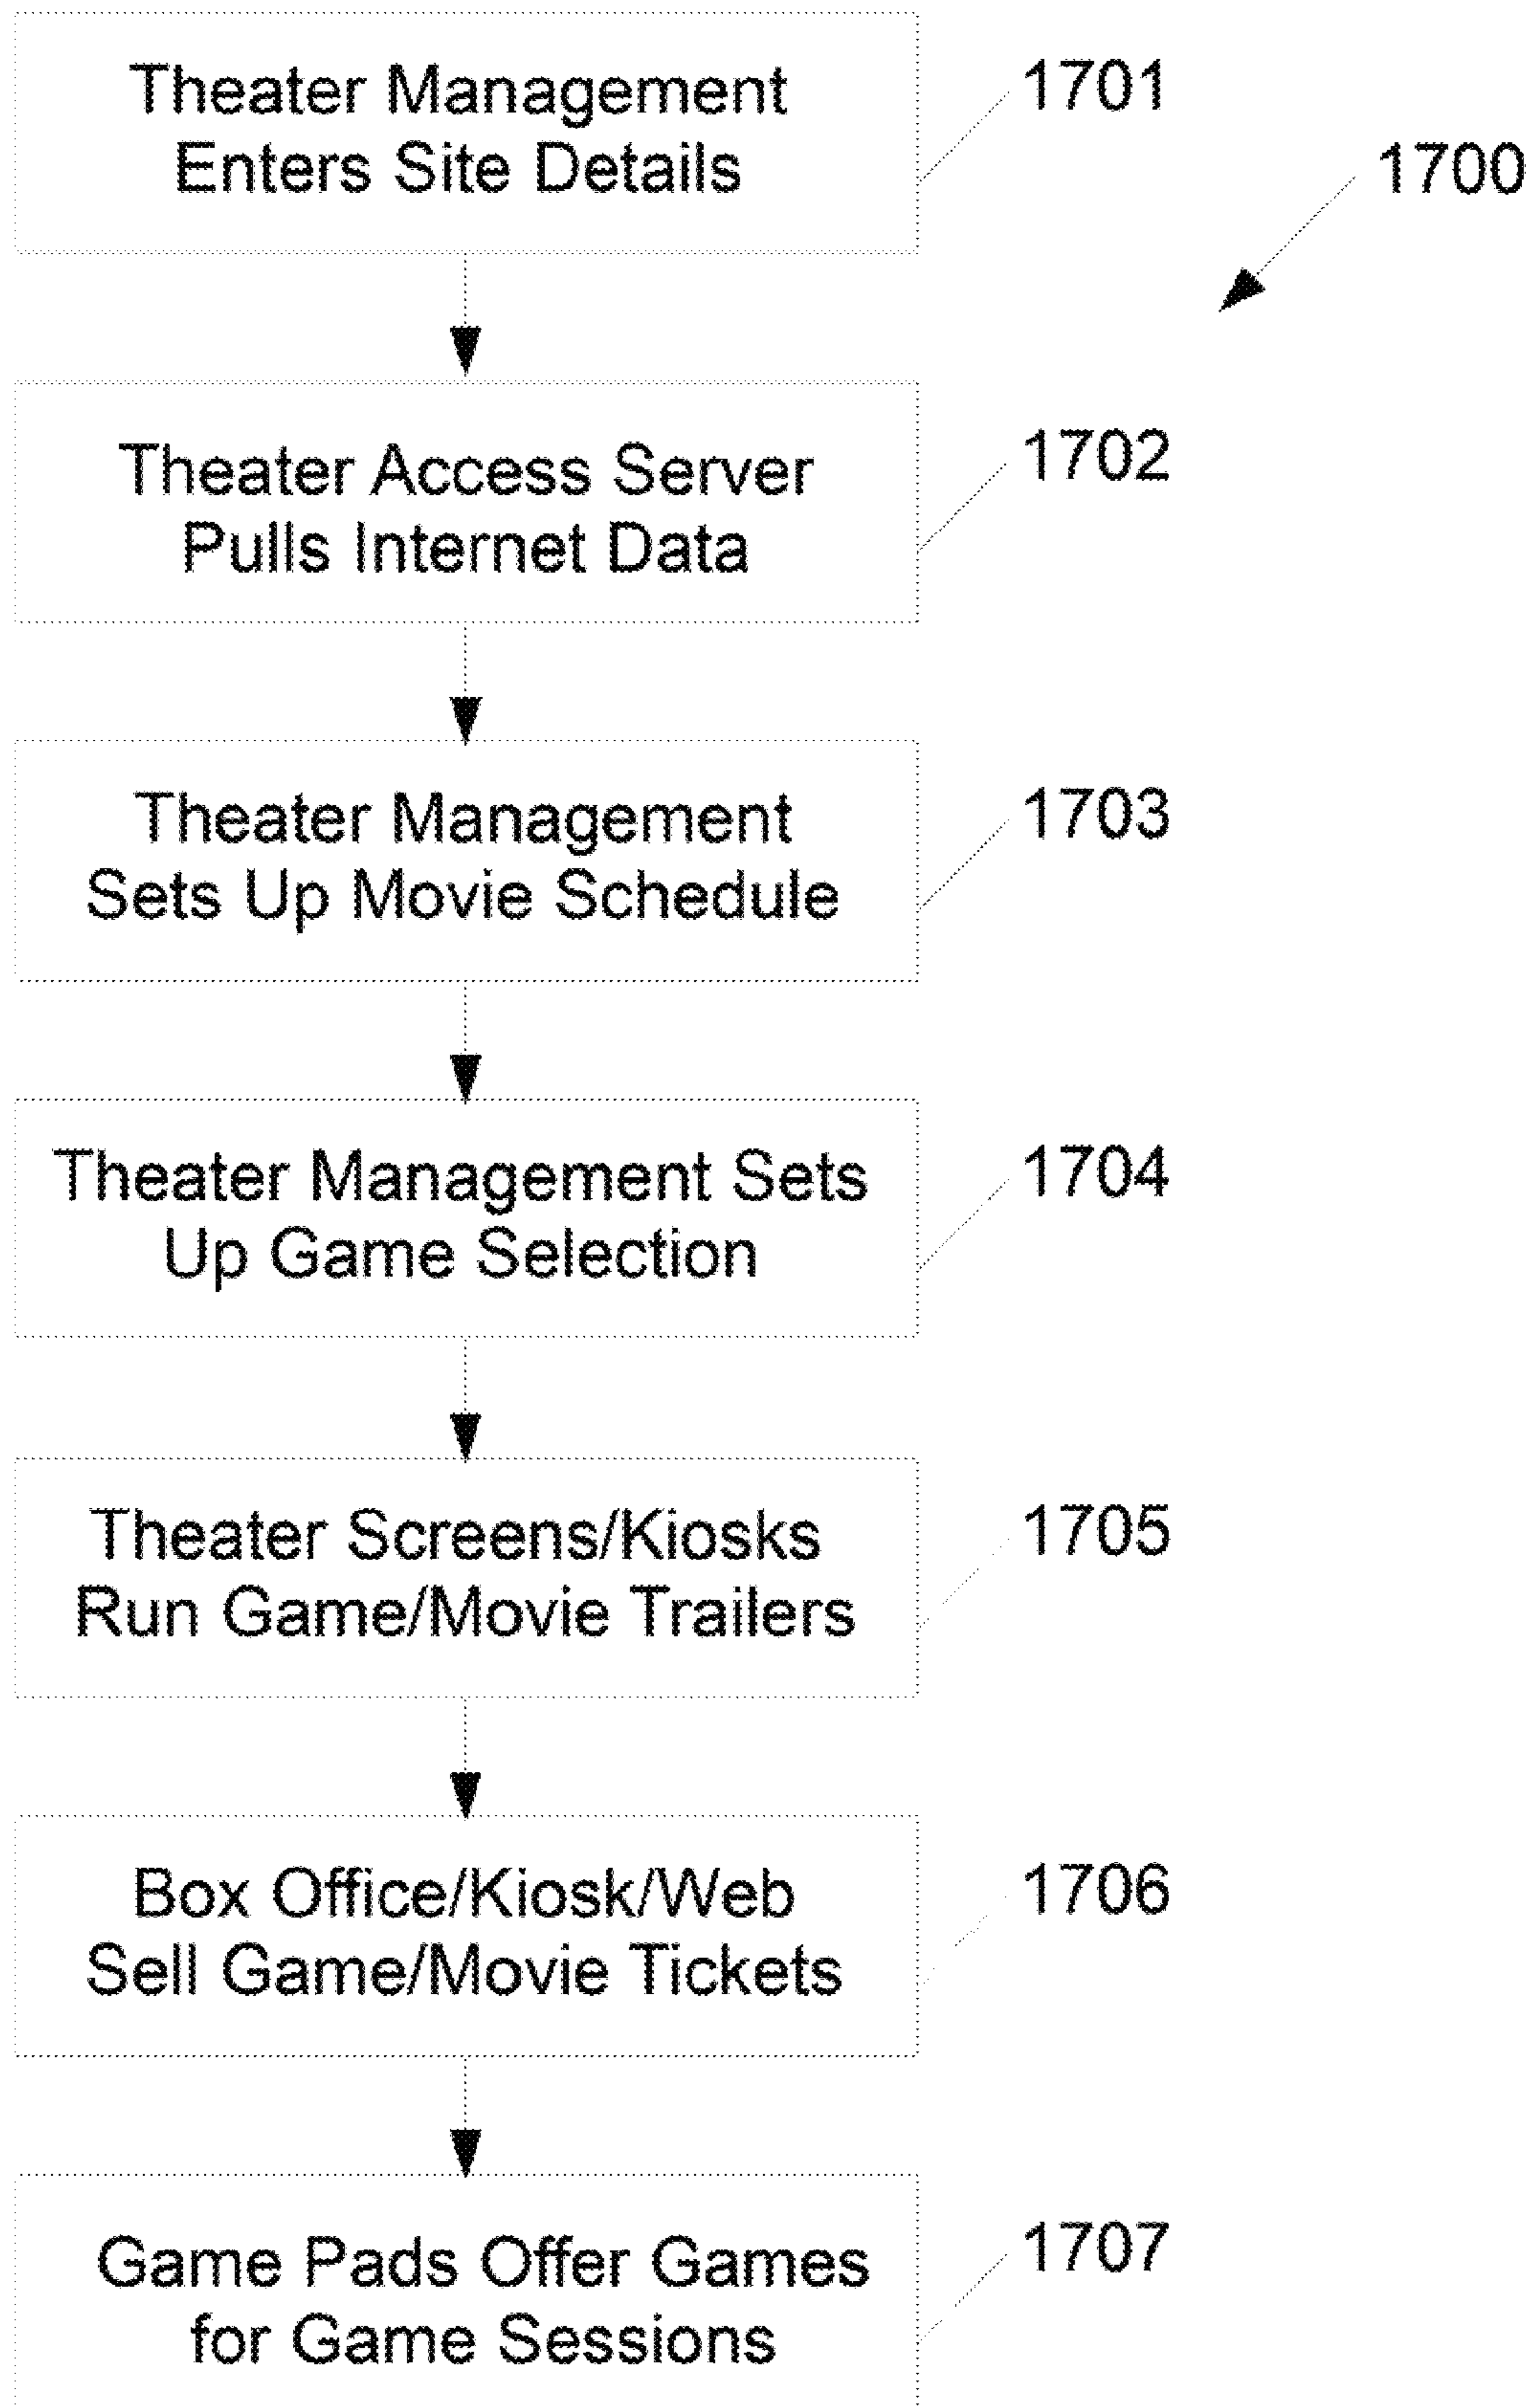 Theater Management
Enters Site Details
1701
1700
Theater Access Server
Pulls Internet Data
1702
Theater Management
Sets Up Movie Schedule
1703
Theater Management Sets
Up Game Selection
1704
Theater Screens/Kiosks
Run Game/Movie Trailers
1705
Box Office/Kiosk/Web
Sell Game/Movie Tickets
1706
Game Pads Offer Games
for Game Sessions
1707